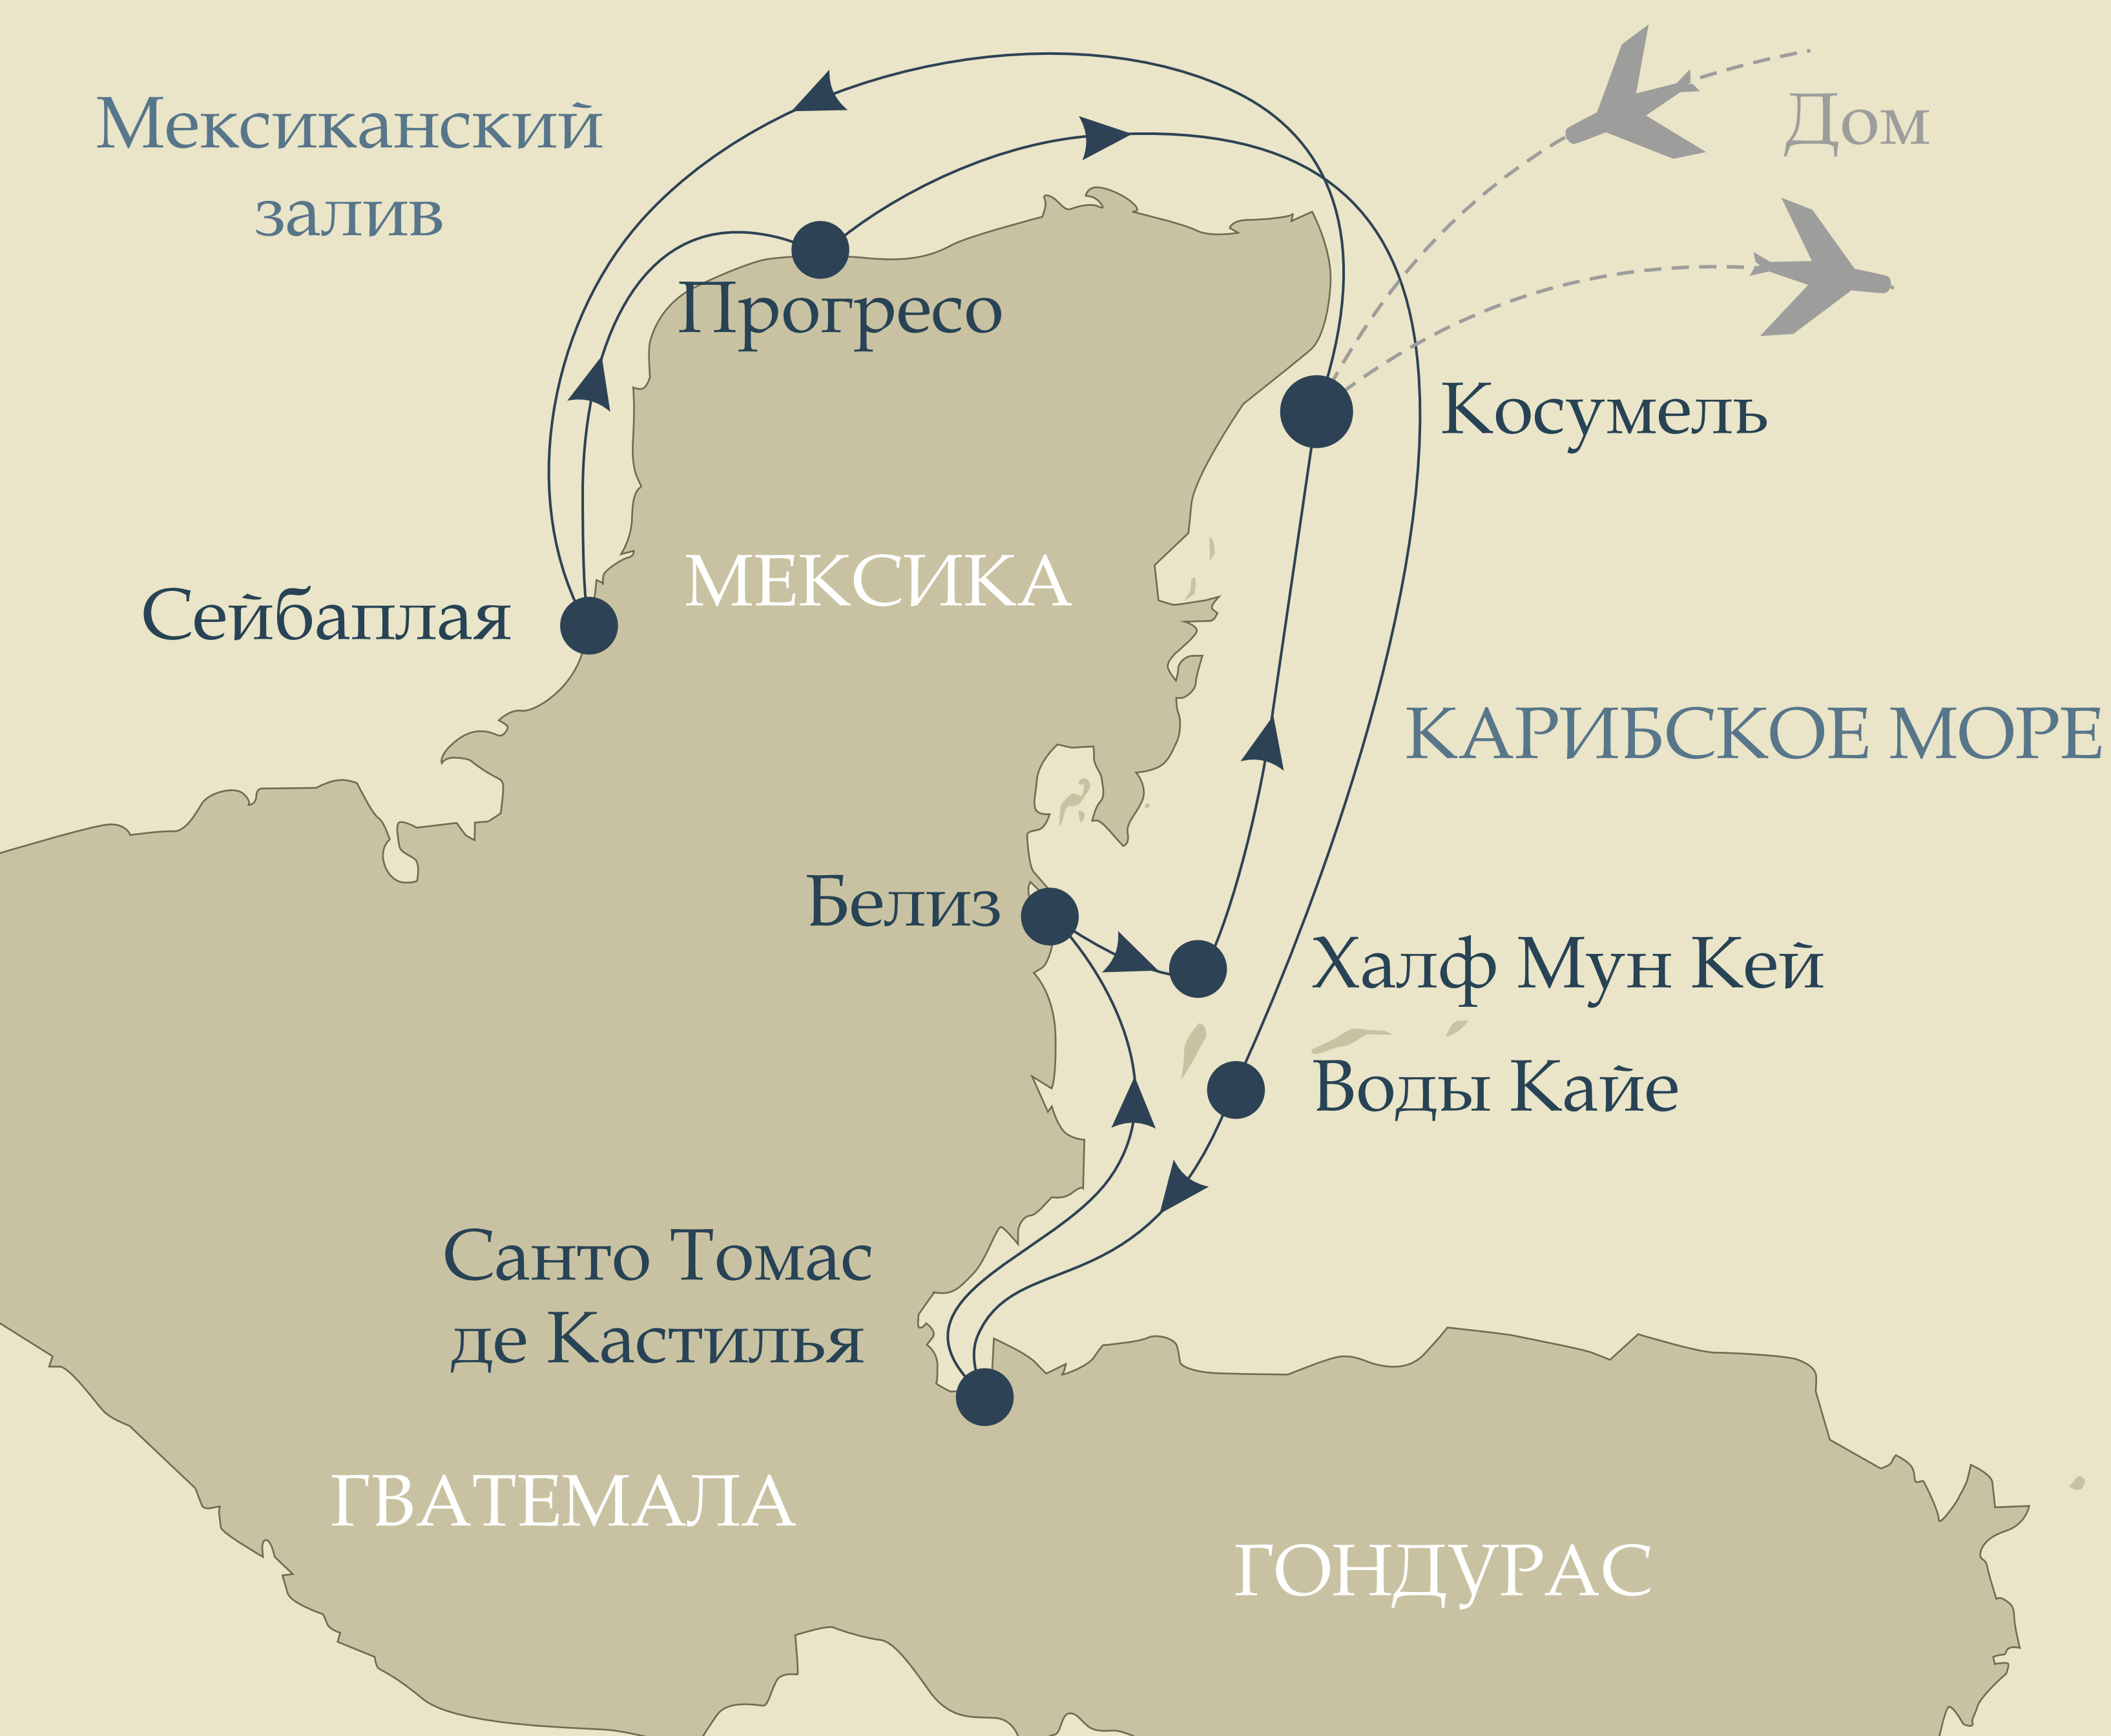 Мексиканский
залив
Дом
Прогресо
Косумель
МЕКСИКА
Сейбаплая
КАРИБСКОЕ МОРЕ
Белиз
Халф Мун Кей
Воды Кайе
Санто Томас
де Кастилья
ГВАТЕМАЛА
ГОНДУРАС